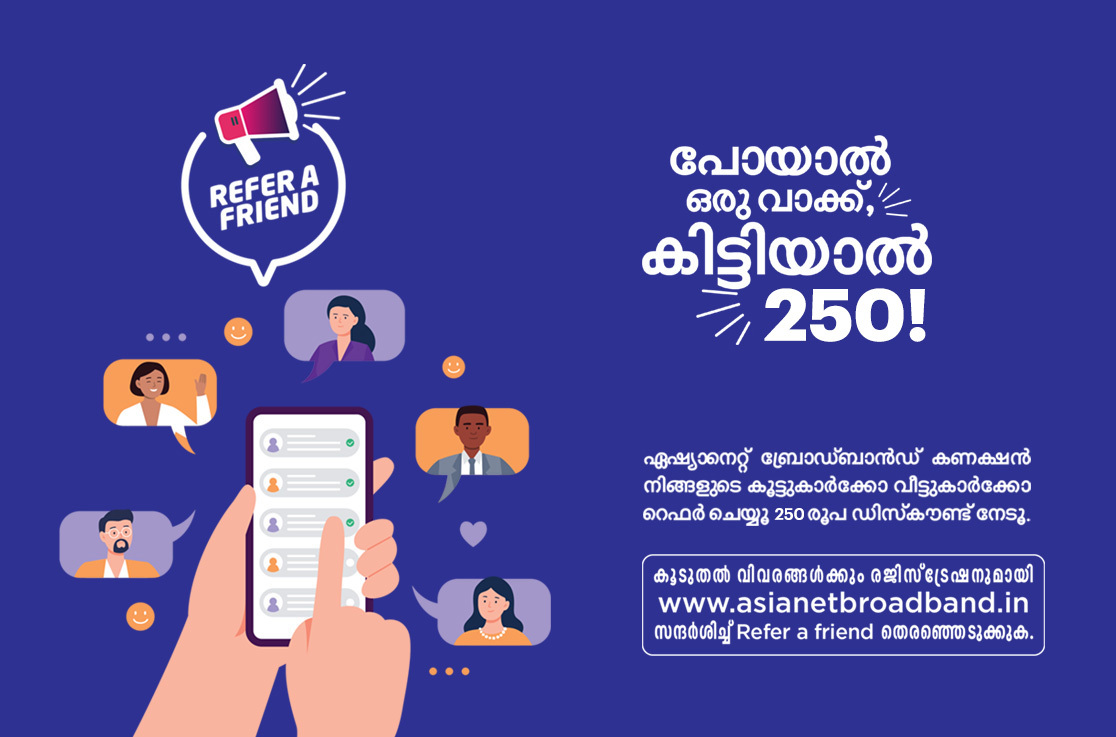 REFER A
FRIEND
പോയാൽ
ഒരു വാക്ക്,
കിട്ടിയാൽ
250!
ഏഷ്യാനെറ്റ് ബ്രോഡ്ബാൻഡ് കണക്ഷൻ
നിങ്ങളുടെ കൂട്ടുകാർക്കോ വീട്ടുകാർക്കോ
റെഫർ ചെയ്യൂ 250 രൂപ ഡിസ്കൗണ്ട് നേടൂ.
കൂടുതൽ വിവരങ്ങൾക്കും രജിസ്ട്രേഷനുമായി
www.asianetbroadband.in
സന്ദർശിച്ച് Refer a friend തെരഞ്ഞെടുക്കുക.